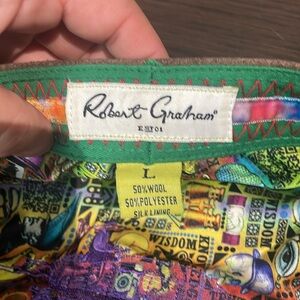 Robert Graham®
EST 01
L
50%WOOL
50%POLYESTER
SILK LINING
WISDOM
WISDOM